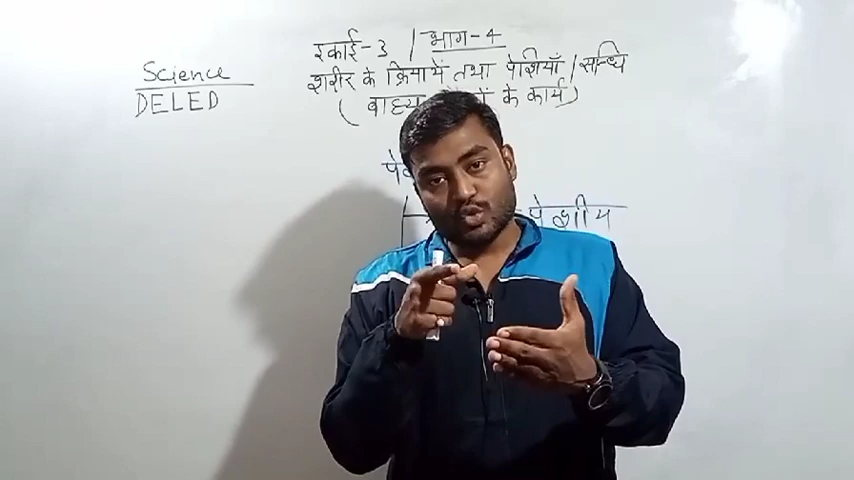 इकाई-3 / भाग-4
Science
DELED
शरीर के क्रियायें तथा पेशियाँ / सन्धि
( बाह्य के कार्य )
पेशीय